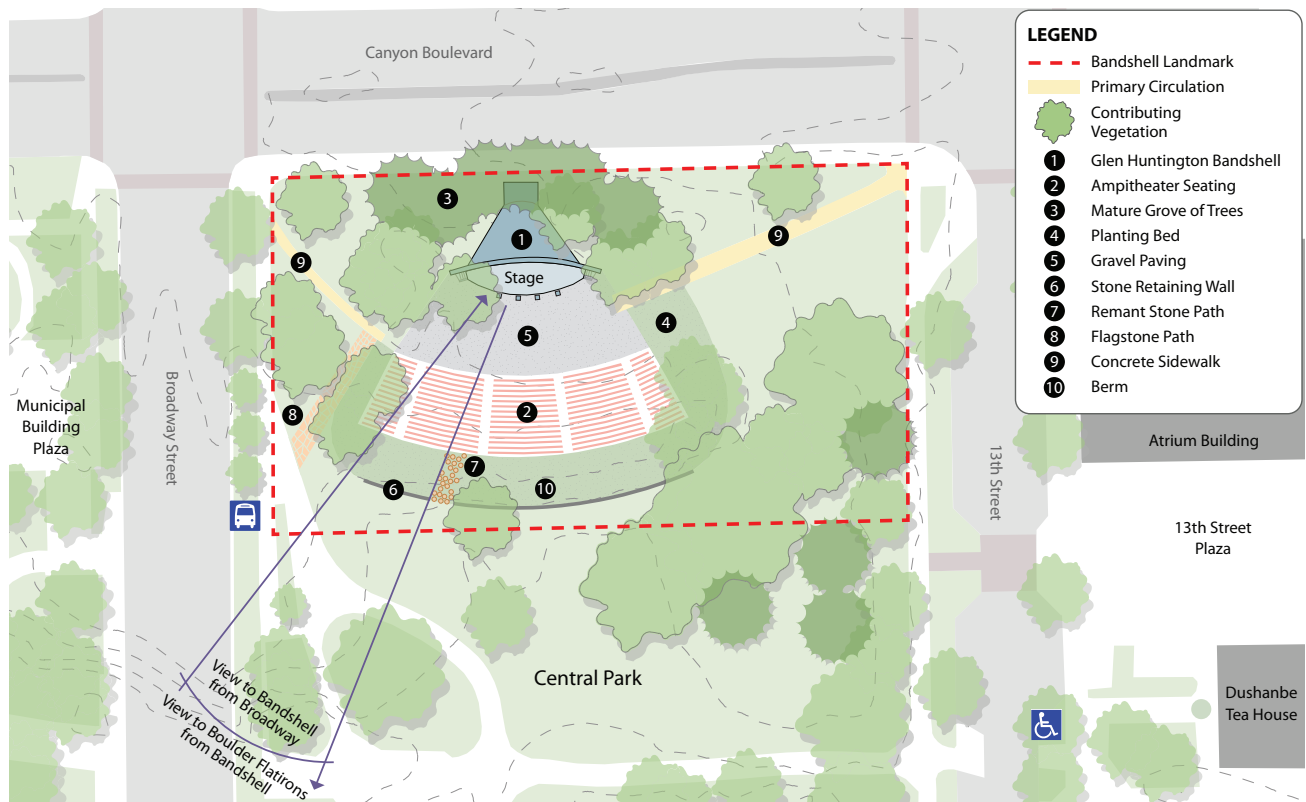 Canyon Boulevard
LEGEND
Bandshell Landmark
Primary Circulation
Contributing
Vegetation
1 Glen Huntington Bandshell
2 Ampitheater Seating
3 Mature Grove of Trees
4 Planting Bed
5 Gravel Paving
6 Stone Retaining Wall
7 Remant Stone Path
8 Flagstone Path
9 Concrete Sidewalk
10 Berm
3
1
9
9
Stage
4
5
2
8
7
6
10
Broadway Street
Municipal
Building
Plaza
13th Street
Atrium Building
13th Street
Plaza
Central Park
View to Bandshell
from Broadway
View to Boulder Flatirons
from Bandshell
Dushanbe
Tea House